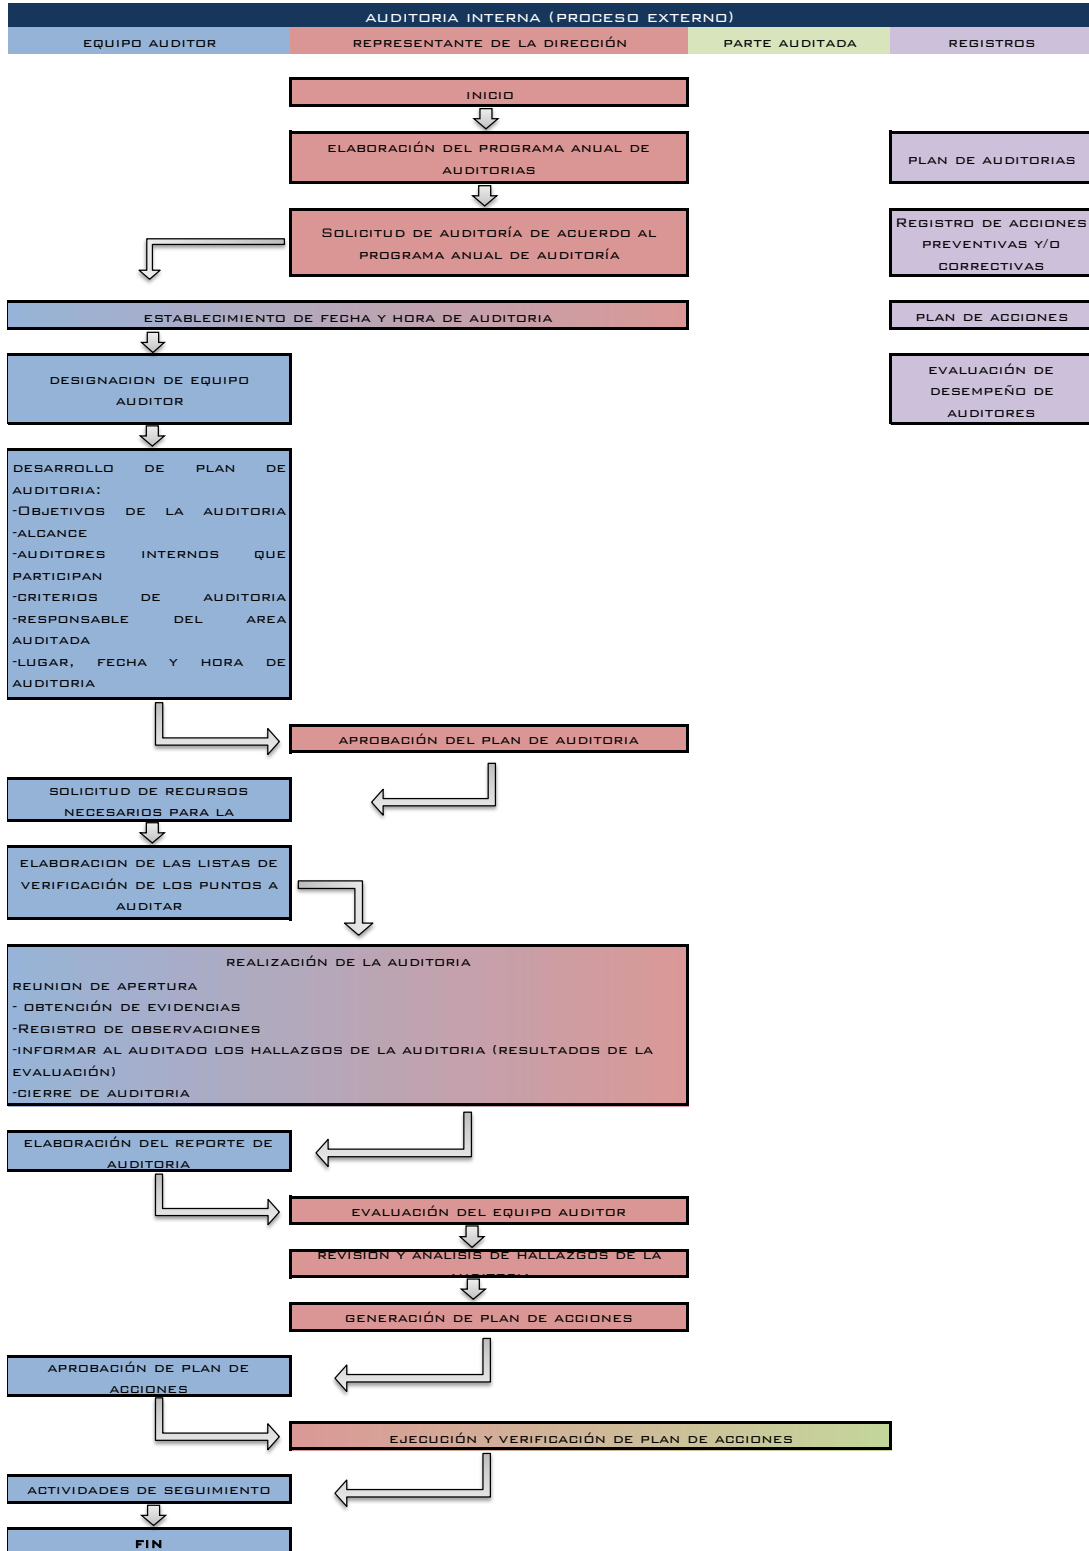 AUDITORIA INTERNA (PROCESO EXTERNO)
EQUIPO AUDITOR
REPRESENTANTE DE LA DIRECCIÓN
PARTE AUDITADA
REGISTROS
INICIO
ELABORACIÓN DEL PROGRAMA ANUAL DE
AUDITORIAS
PLAN DE AUDITORIAS
SOLICITUD DE AUDITORÍA DE ACUERDO AL
PROGRAMA ANUAL DE AUDITORÍA
REGISTRO DE ACCIONES
PREVENTIVAS Y/O
CORRECTIVAS
ESTABLECIMIENTO DE FECHA Y HORA DE AUDITORIA
PLAN DE ACCIONES
DESIGNACION DE EQUIPO
AUDITOR
EVALUACIÓN DE
DESEMPEÑO DE
AUDITORES
DESARROLLO DE PLAN DE
AUDITORIA:
-OBJETIVOS DE LA AUDITORIA
-ALCANCE
-AUDITORES INTERNOS QUE
PARTICIPAN
-CRITERIOS DE AUDITORIA
-RESPONSABLE DEL AREA
AUDITADA
-LUGAR, FECHA Y HORA DE
AUDITORIA
APROBACIÓN DEL PLAN DE AUDITORIA
SOLICITUD DE RECURSOS
NECESARIOS PARA LA
ELABORACION DE LAS LISTAS DE
VERIFICACIÓN DE LOS PUNTOS A
AUDITAR
REALIZACIÓN DE LA AUDITORIA
REUNION DE APERTURA
- OBTENCIÓN DE EVIDENCIAS
-REGISTRO DE OBSERVACIONES
-INFORMAR AL AUDITADO LOS HALLAZGOS DE LA AUDITORIA (RESULTADOS DE LA
EVALUACIÓN)
-CIERRE DE AUDITORIA
ELABORACIÓN DEL REPORTE DE
AUDITORIA
EVALUACIÓN DEL EQUIPO AUDITOR
REVISIÓN Y ANÁLISIS DE HALLAZGOS DE LA
GENERACIÓN DE PLAN DE ACCIONES
APROBACIÓN DE PLAN DE
ACCIONES
EJECUCIÓN Y VERIFICACIÓN DE PLAN DE ACCIONES
ACTIVIDADES DE SEGUIMIENTO
FIN